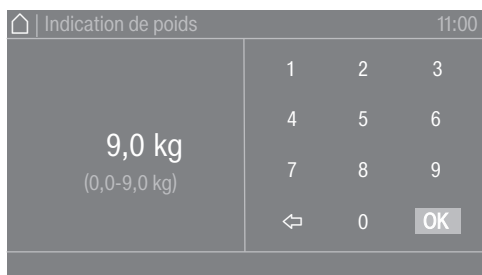 | Indication de poids 11:00
1 2 3
4 5 6
9,0 kg
(0,0-9,0 kg)
7 8 9
0 OK